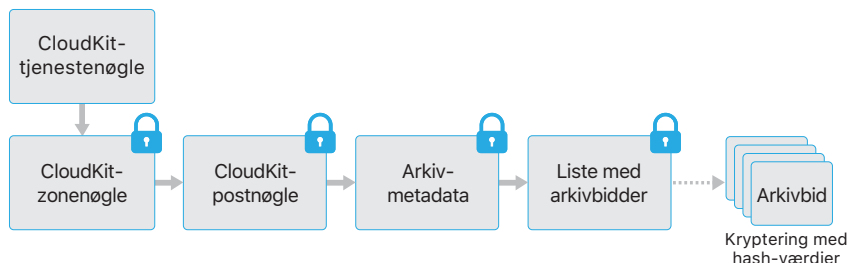 CloudKit-
tjenestenøgle
CloudKit-
zonenøgle
CloudKit-
postnøgle
Arkiv-
metadata
Liste med
arkivbidder
Arkivbid
Kryptering med
hash-værdier